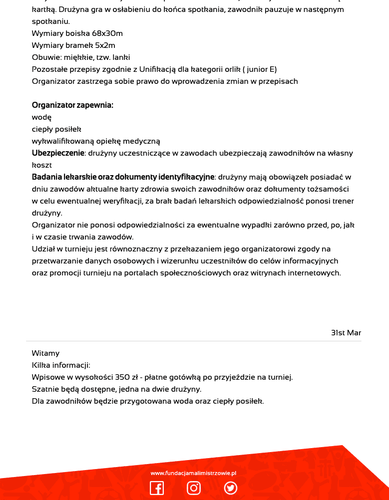 kartką. Drużyna gra w osłabieniu do końca spotkania, zawodnik pauzuje w następnym
spotkaniu.
Wymiary boiska 68x30m
Wymiary bramek 5x2m
Obuwie: miękkie, tzw. lanki
Pozostałe przepisy zgodnie z Unifikacją dla kategorii orlik ( junior E)
Organizator zastrzega sobie prawo do wprowadzenia zmian w przepisach
Organizator zapewnia:
wodę
ciepły posiłek
wykwalifikowaną opiekę medyczną
Ubezpieczenie: drużyny uczestniczące w zawodach ubezpieczają zawodników na własny
koszt
Badania lekarskie oraz dokumenty identyfikacyjne: drużyny mają obowiązek posiadać w
dniu zawodów aktualne karty zdrowia swoich zawodników oraz dokumenty tożsamości
w celu ewentualnej weryfikacji, za brak badań lekarskich odpowiedzialność ponosi trener
drużyny.
Organizator nie ponosi odpowiedzialności za ewentualne wypadki zarówno przed, po, jak
i w czasie trwania zawodów.
Udział w turnieju jest równoznaczny z przekazaniem jego organizatorowi zgody na
przetwarzanie danych osobowych i wizerunku uczestników do celów informacyjnych
oraz promocji turnieju na portalach społecznościowych oraz witrynach internetowych.
31st Mar
Witamy
Kilka informacji:
Wpisowe w wysokości 350 zł - płatne gotówką po przyjeździe na turniej.
Szatnie będą dostępne, jedna na dwie drużyny.
Dla zawodników będzie przygotowana woda oraz ciepły posiłek.
www.fundacjamalimistrzowie.pl